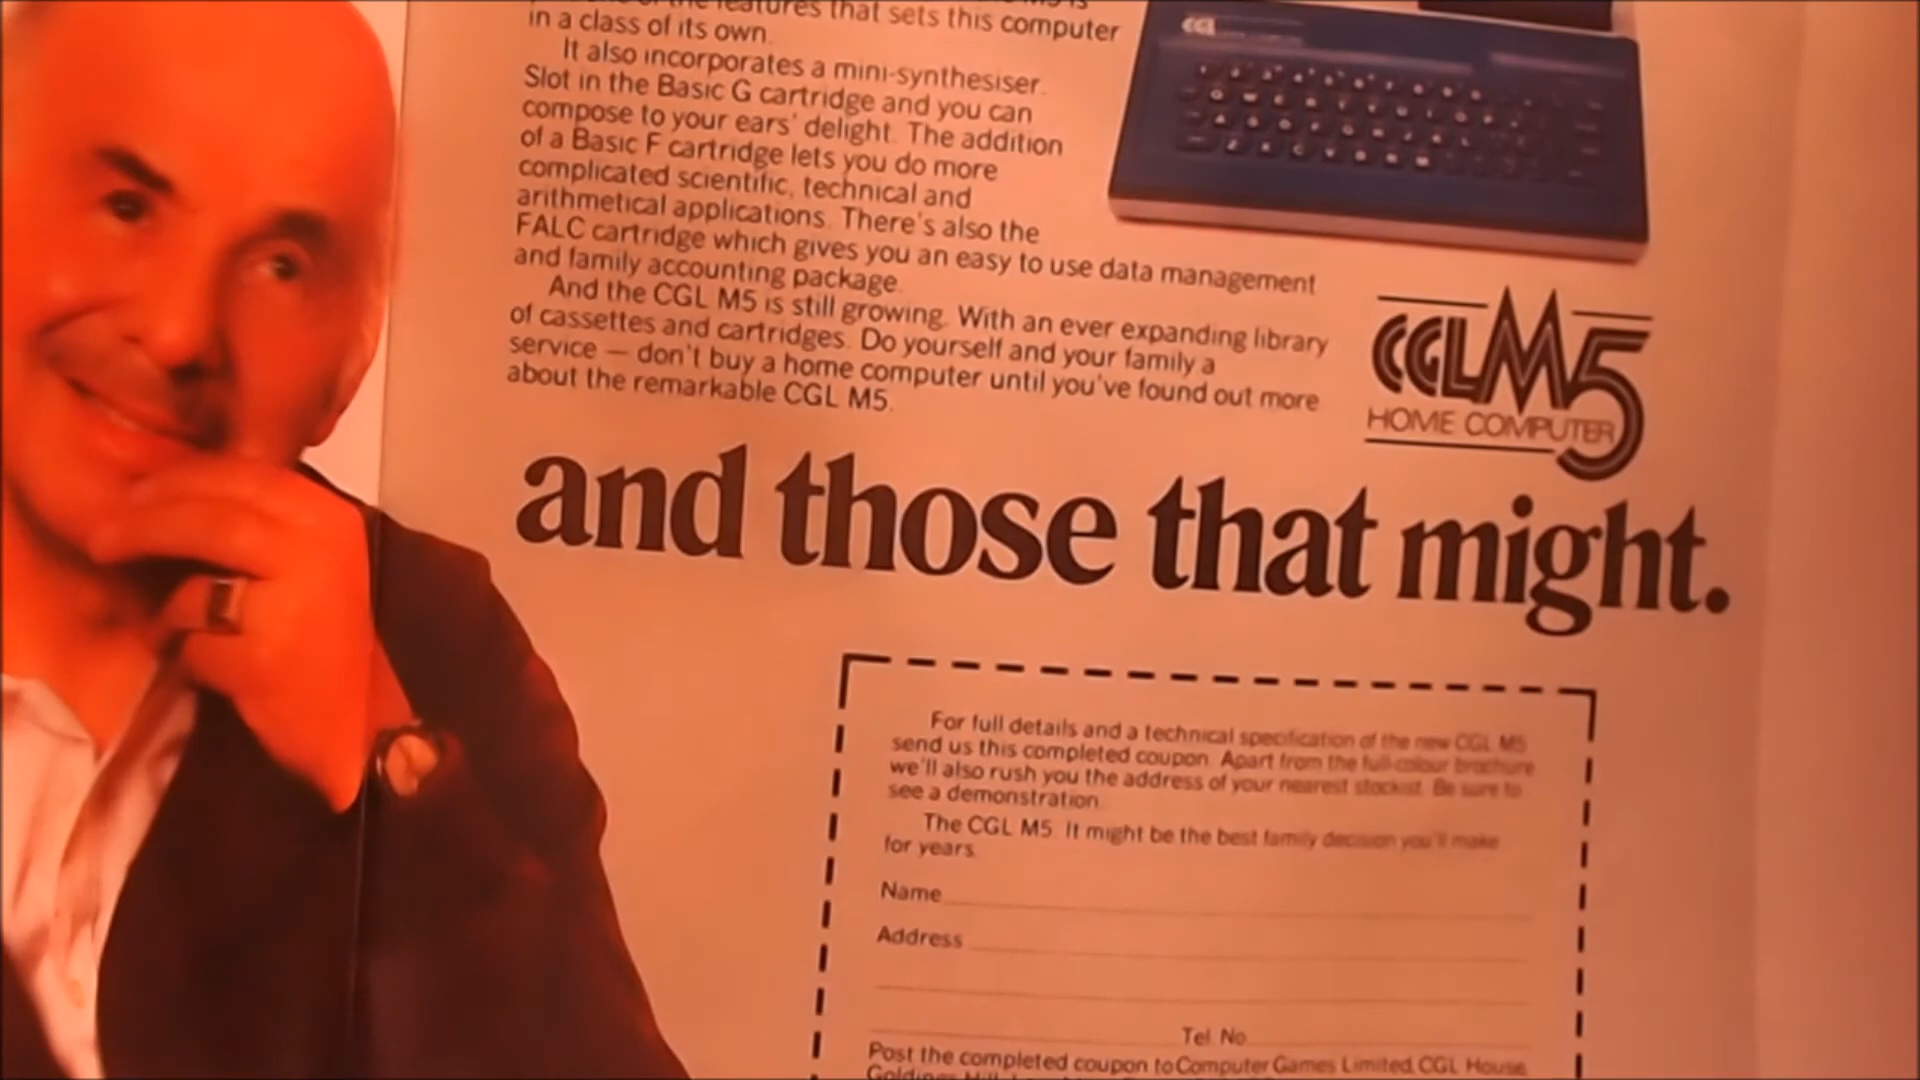 features that sets this computer
in a class of its own.
It also incorporates a mini-synthesiser.
Slot in the Basic G cartridge and you can
compose to your ears' delight. The addition
of a Basic F cartridge lets you do more
complicated scientific, technical and
arithmetical applications. There's also the
FALC cartridge which gives you an easy to use data management
and family accounting package.
And the CGL M5 is still growing. With an ever expanding library
of cassettes and cartridges. Do yourself and your family a
service — don't buy a home computer until you've found out more
about the remarkable CGL M5.
CGL M5
HOME COMPUTER
and those that might.
For full details and a technical specification of the new CGL M5
send us this completed coupon. Apart from the full-colour brochure
we'll also rush you the address of your nearest stockist. Be sure to
see a demonstration.
The CGL M5. It might be the best family decision you'll make
for years.
Name
Address
Tel. No
Post the completed coupon to Computer Games Limited, CGL House,